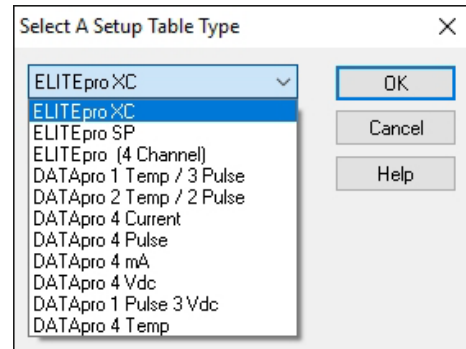 Select A Setup Table Type
ELITEpro XC
OK
ELITEpro XC
ELITEpro SP
Cancel
ELITEpro (4 Channel)
DATApro 1 Temp / 3 Pulse
Help
DATApro 2 Temp / 2 Pulse
DATApro 4 Current
DATApro 4 Pulse
DATApro 4 mA
DATApro 4 Vdc
DATApro 1 Pulse 3 Vdc
DATApro 4 Temp